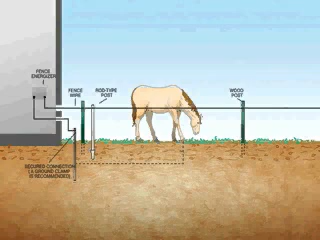 FENCE
ENERGIZER
FENCE
WIRE
ROD-TYPE
POST
WOOD
POST
SECURED CONNECTION
( A GROUND CLAMP
IS RECOMMENDED)